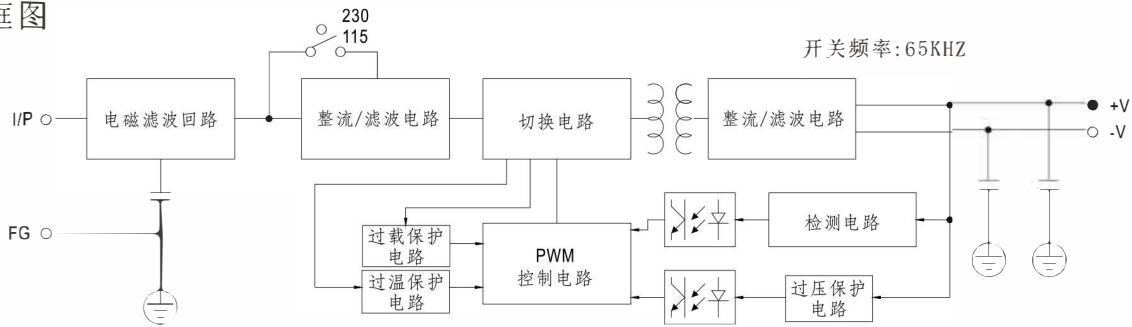 框图
230
115
开关频率:65KHZ
I/P
电磁滤波回路
整流/滤波电路
切换电路
整流/滤波电路
+V
-V
FG
过载保护
电路
过温保护
电路
PWM
控制电路
检测电路
过压保护
电路